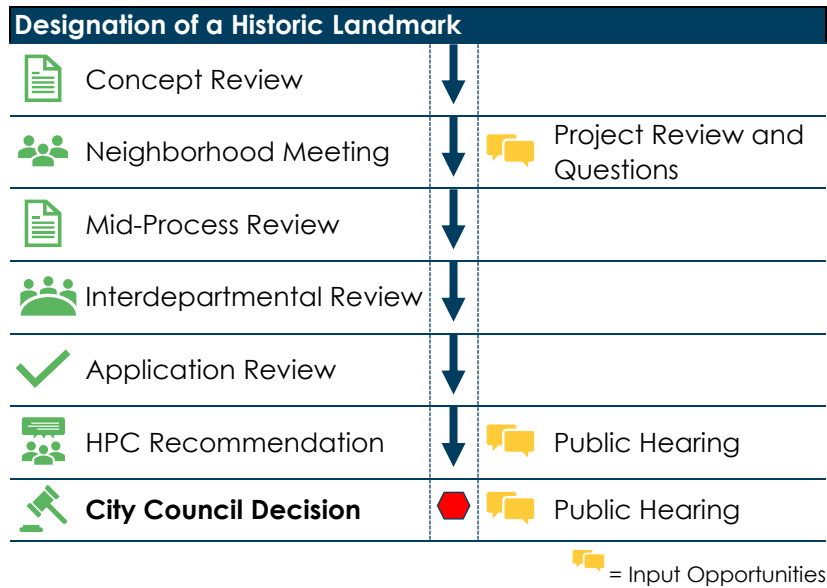 Designation of a Historic Landmark
Concept Review
Neighborhood Meeting
Project Review and
Questions
Mid-Process Review
Interdepartmental Review
Application Review
HPC Recommendation
Public Hearing
City Council Decision
Public Hearing
= Input Opportunities